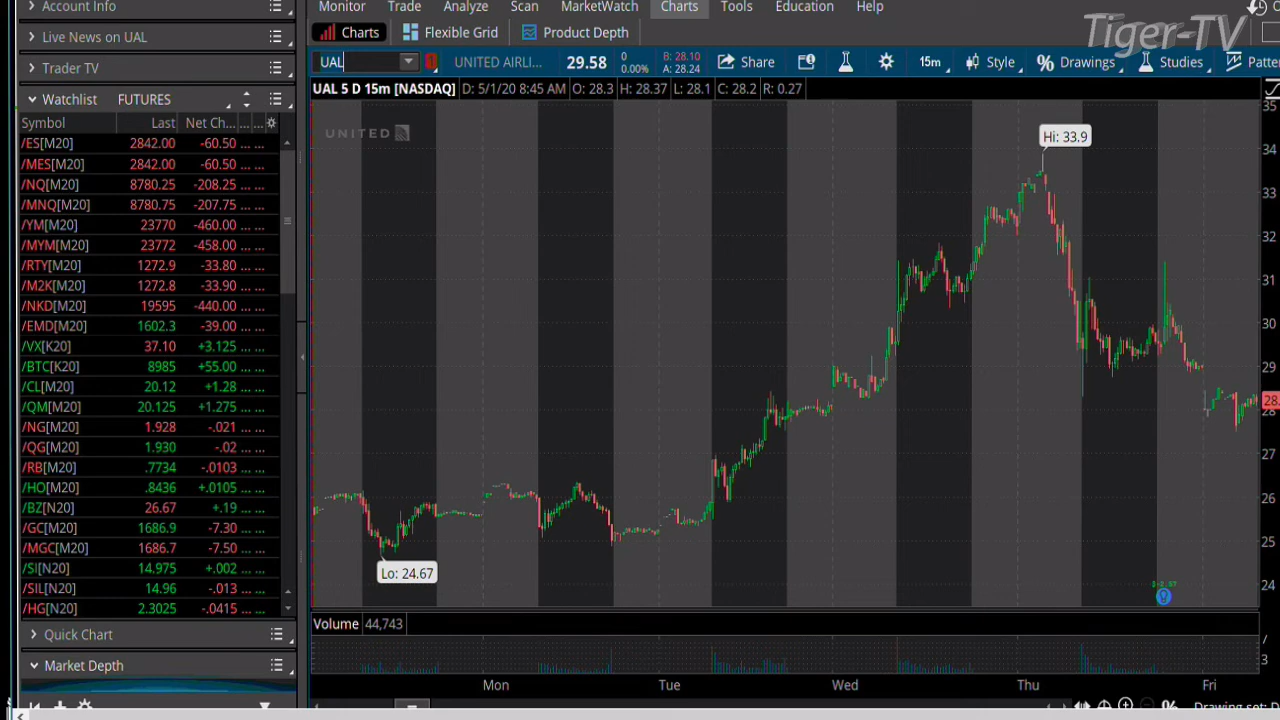 Account Info
Monitor Trade Analyze Scan MarketWatch Charts Tools Education Help
Tiger-TV
Live News on UAL
Charts Flexible Grid Product Depth
Trader TV
UAL UNITED AIRLI... 29.58 0 0.00% B: 28.10 A: 28.24 Share 15m Style Drawings Studies
Watchlist FUTURES
UAL 5 D 15m [NASDAQ] D: 5/1/20 8:45 AM O: 28.3 H: 28.37 L: 28.1 C: 28.2 R: 0.27
Symbol Last Net Ch... ... ...
/ES[M20] 2842.00 -60.50 ... ...
/MES[M20] 2842.00 -60.50 ... ...
/NQ[M20] 8780.25 -208.25 ... ...
/MNQ[M20] 8780.75 -207.75 ... ...
/YM[M20] 23770 -460.00 ... ...
/MYM[M20] 23772 -458.00 ... ...
/RTY[M20] 1272.9 -33.80 ... ...
/M2K[M20] 1272.8 -33.90 ... ...
/NKD[M20] 19595 -440.00 ... ...
/EMD[M20] 1602.3 -39.00 ... ...
/VX[K20] 37.10 +3.125 ... ...
/BTC[K20] 8985 +55.00 ... ...
/CL[M20] 20.12 +1.28 ... ...
/QM[M20] 20.125 +1.275 ... ...
/NG[M20] 1.928 -.021 ... ...
/QG[M20] 1.930 -.02 ... ...
/RB[M20] .7734 -.0103 ... ...
/HO[M20] .8436 +.0105 ... ...
/BZ[N20] 26.67 +.19 ... ...
/GC[M20] 1686.9 -7.30 ... ...
/MGC[M20] 1686.7 -7.50 ... ...
/SI[N20] 14.975 +.002 ... ...
/SIL[N20] 14.96 -.013 ... ...
/HG[N20] 2.3025 -.0415 ... ...
Quick Chart
Market Depth
UNITED
Hi: 33.9
Lo: 24.67
35
34
33
32
31
30
29
28
27
26
25
24
28.
$-2.57
Volume 44,743
3
Mon Tue Wed Thu Fri
Drawing set: D